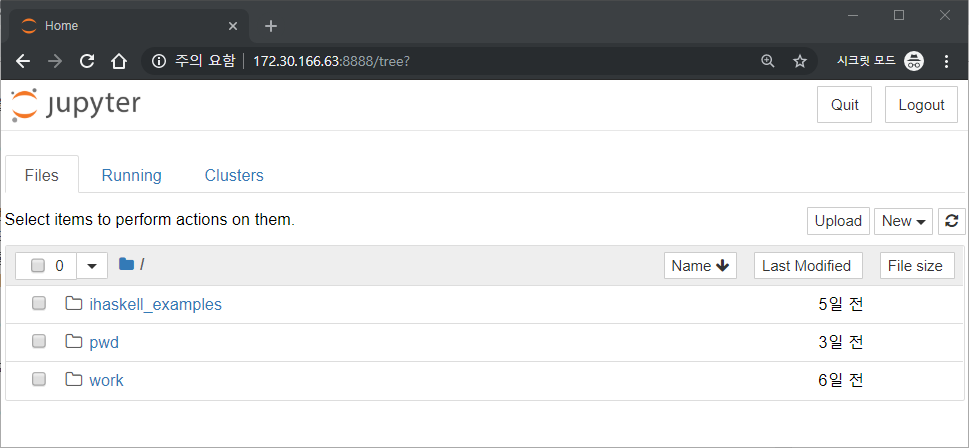 Home
주의 요함 172.30.166.63:8888/tree?
시크릿 모드
jupyter
Quit Logout
Files Running Clusters
Select items to perform actions on them.
Upload New
0 /
Name Last Modified File size
ihaskell_examples 5일 전
pwd 3일 전
work 6일 전